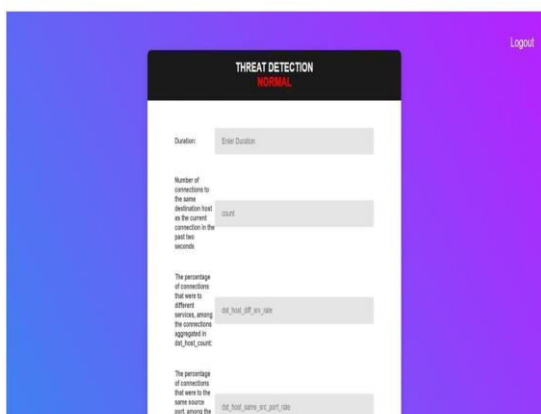 Logout
THREAT DETECTION
NORMAL
Duration:
Enter Duration
Number of
connections to
the same
destination host
as the current
connection in the
past two
seconds
count
The percentage
of connections
that were to
different
services, among
the connections
aggregated in
dst_host_count:
dst_host_diff_srv_rate
The percentage
of connections
that were to the
same source
port, among the
dst_host_same_src_port_rate